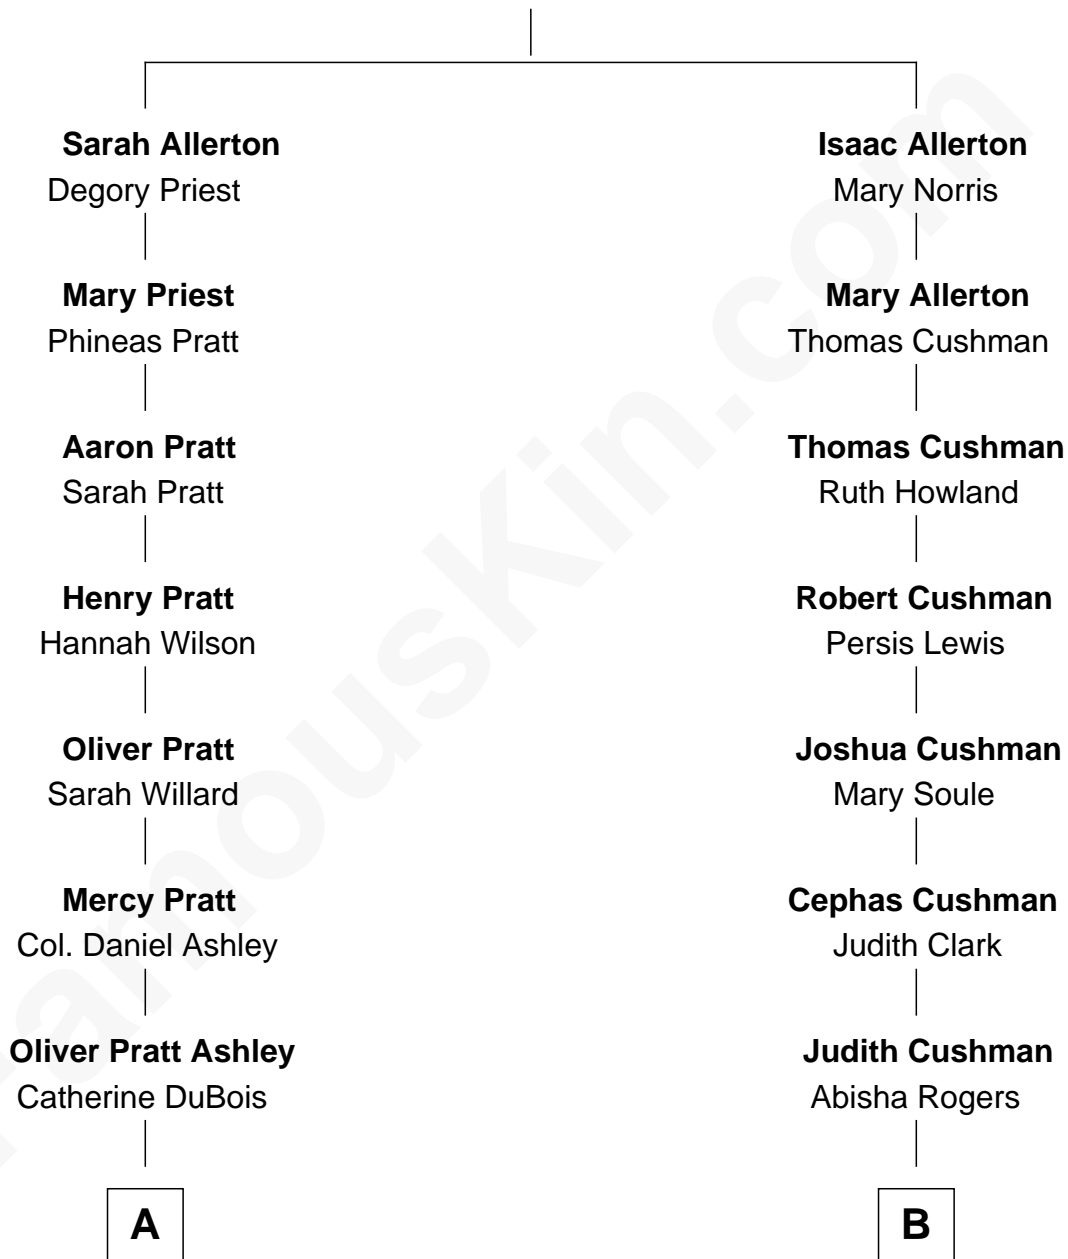 Sarah Allerton
Degory Priest
Mary Priest
Phineas Pratt
Aaron Pratt
Sarah Pratt
Henry Pratt
Hannah Wilson
Oliver Pratt
Sarah Willard
Mercy Pratt
Col. Daniel Ashley
Oliver Pratt Ashley
Catherine DuBois
A
Isaac Allerton
Mary Norris
Mary Allerton
Thomas Cushman
Thomas Cushman
Ruth Howland
Robert Cushman
Persis Lewis
Joshua Cushman
Mary Soule
Cephas Cushman
Judith Clark
Judith Cushman
Abisha Rogers
B
FamousKin.com